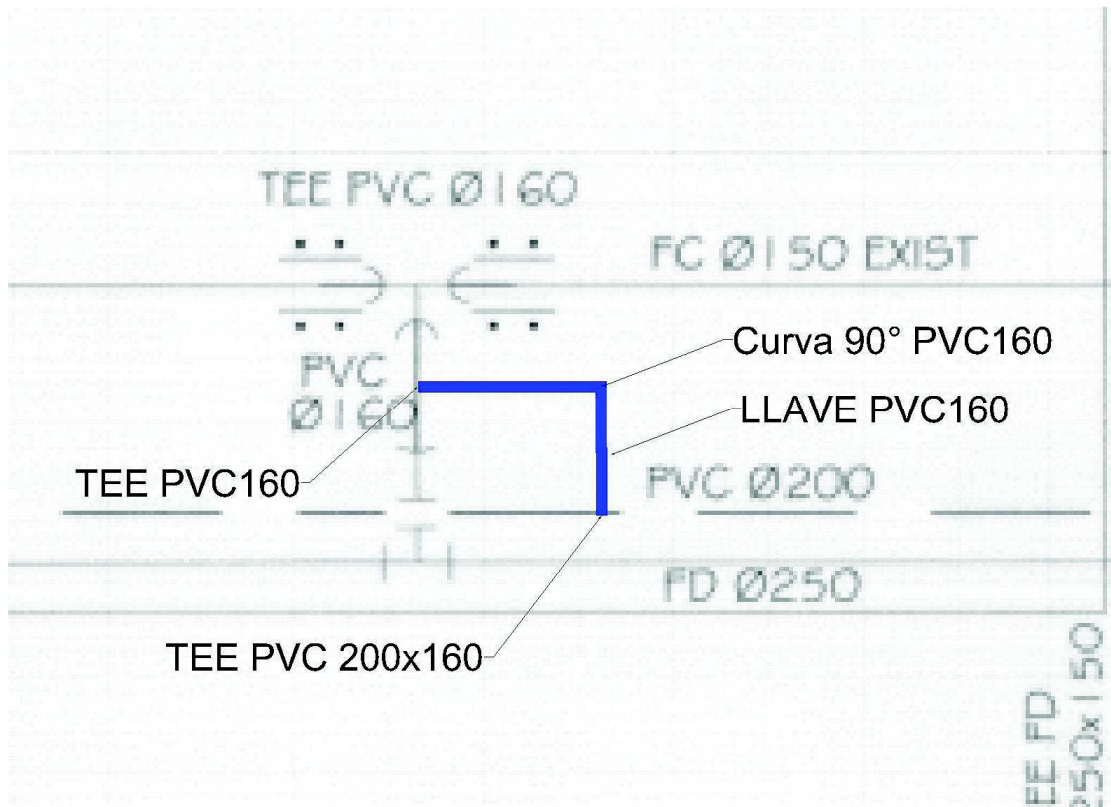 TEE PVC Ø160
FC Ø150 EXIST
Curva 90° PVC160
PVC
Ø160
LLAVE PVC160
TEE PVC160
PVC Ø200
FD Ø250
TEE PVC 200x160
FD
250x150